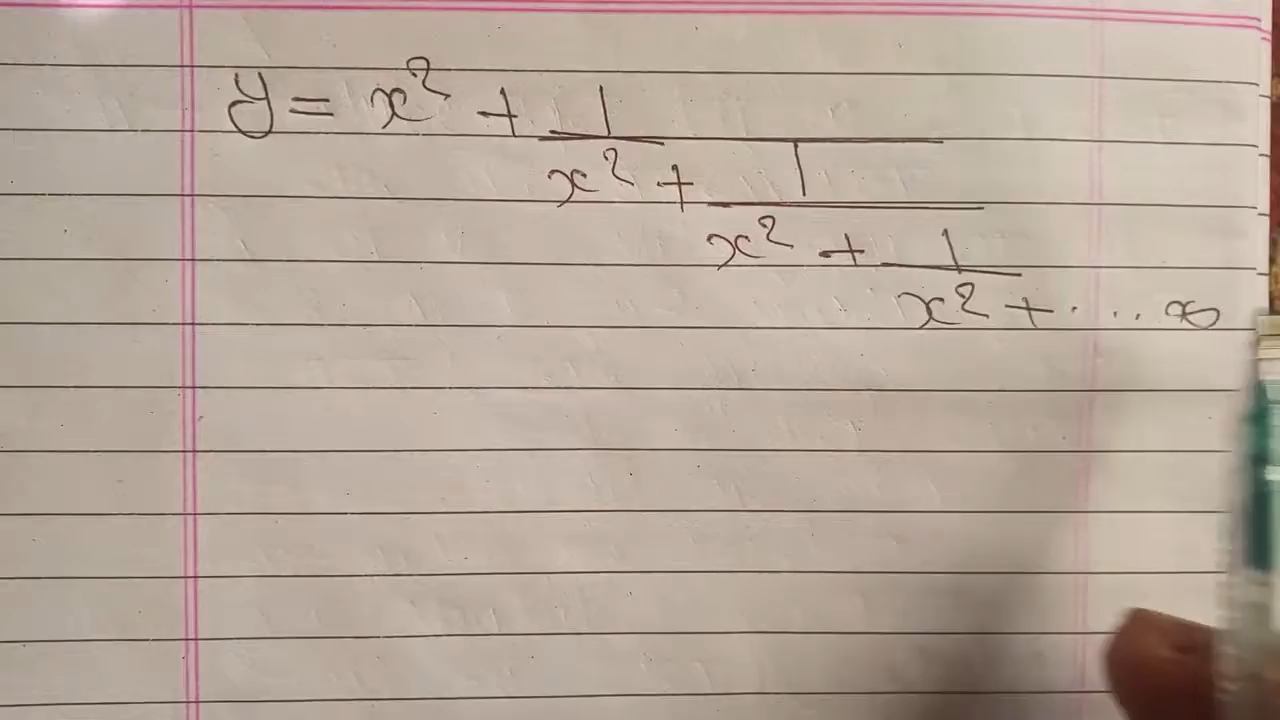 y = x² + 1
x² + 1
x² + 1
x² + . ... ∞